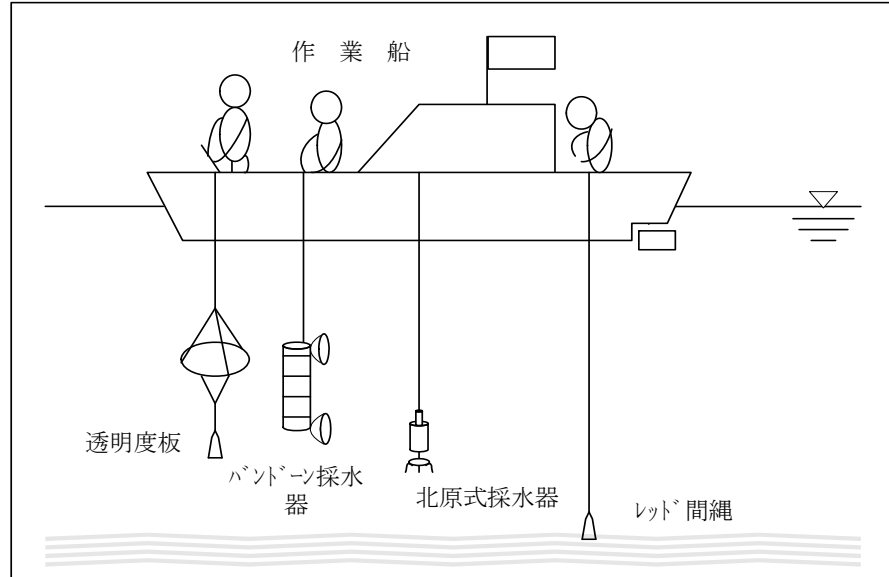 作 業 船
透明度板
ﾊﾞﾝﾄﾞｰﾝ採水
器
北原式採水器
ﾚｯﾄﾞ間縄